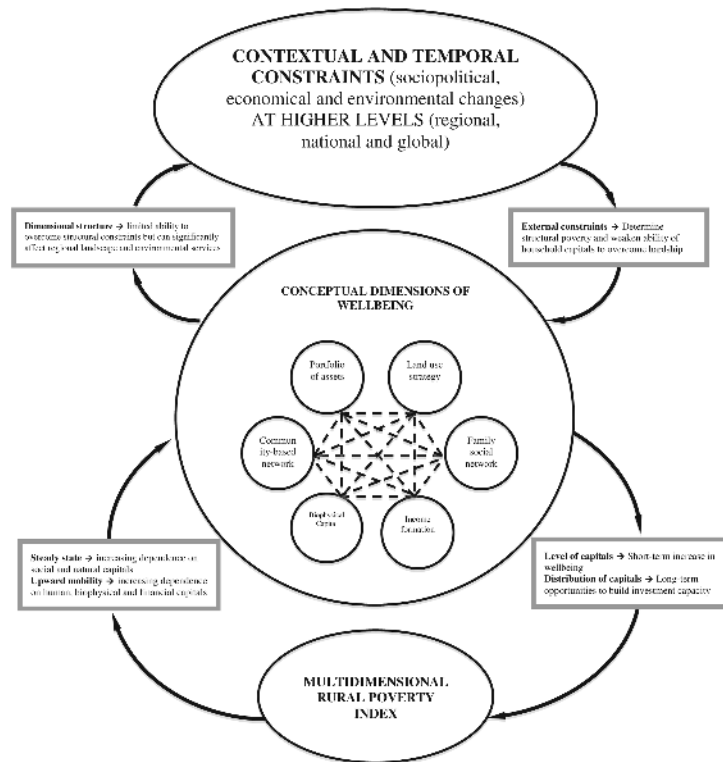 CONTEXTUAL AND TEMPORAL
CONSTRAINTS (sociopolitical,
economical and environmental changes)
AT HIGHER LEVELS (regional,
national and global)
Dimensional structure → limited ability to
overcome structural constraints but can significantly
affect regional landscape and environmental services
External constraints → Determine
structural poverty and weaken ability of
household capitals to overcome hardship
CONCEPTUAL DIMENSIONS OF
WELLBEING
Portfolio
of assets
Land use
strategy
Commun
ity-based
network
Family
social
network
Biophysical
Capital
Income
formation
Steady state → increasing dependence on
social and natural capitals
Upward mobility → increasing dependence
on human, biophysical and financial capitals
Level of capitals → Short-term increase in
wellbeing
Distribution of capitals → Long-term
opportunities to build investment capacity
MULTIDIMENSIONAL
RURAL POVERTY
INDEX